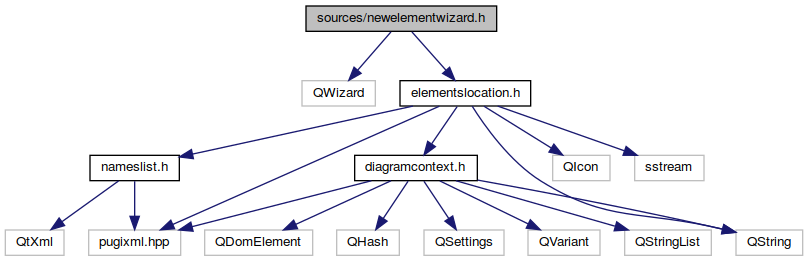 sources/newelementwizard.h
QWizard
elementslocation.h
nameslist.h
diagramcontext.h
QIcon
sstream
QtXml
pugixml.hpp
QDomElement
QHash
QSettings
QVariant
QStringList
QString